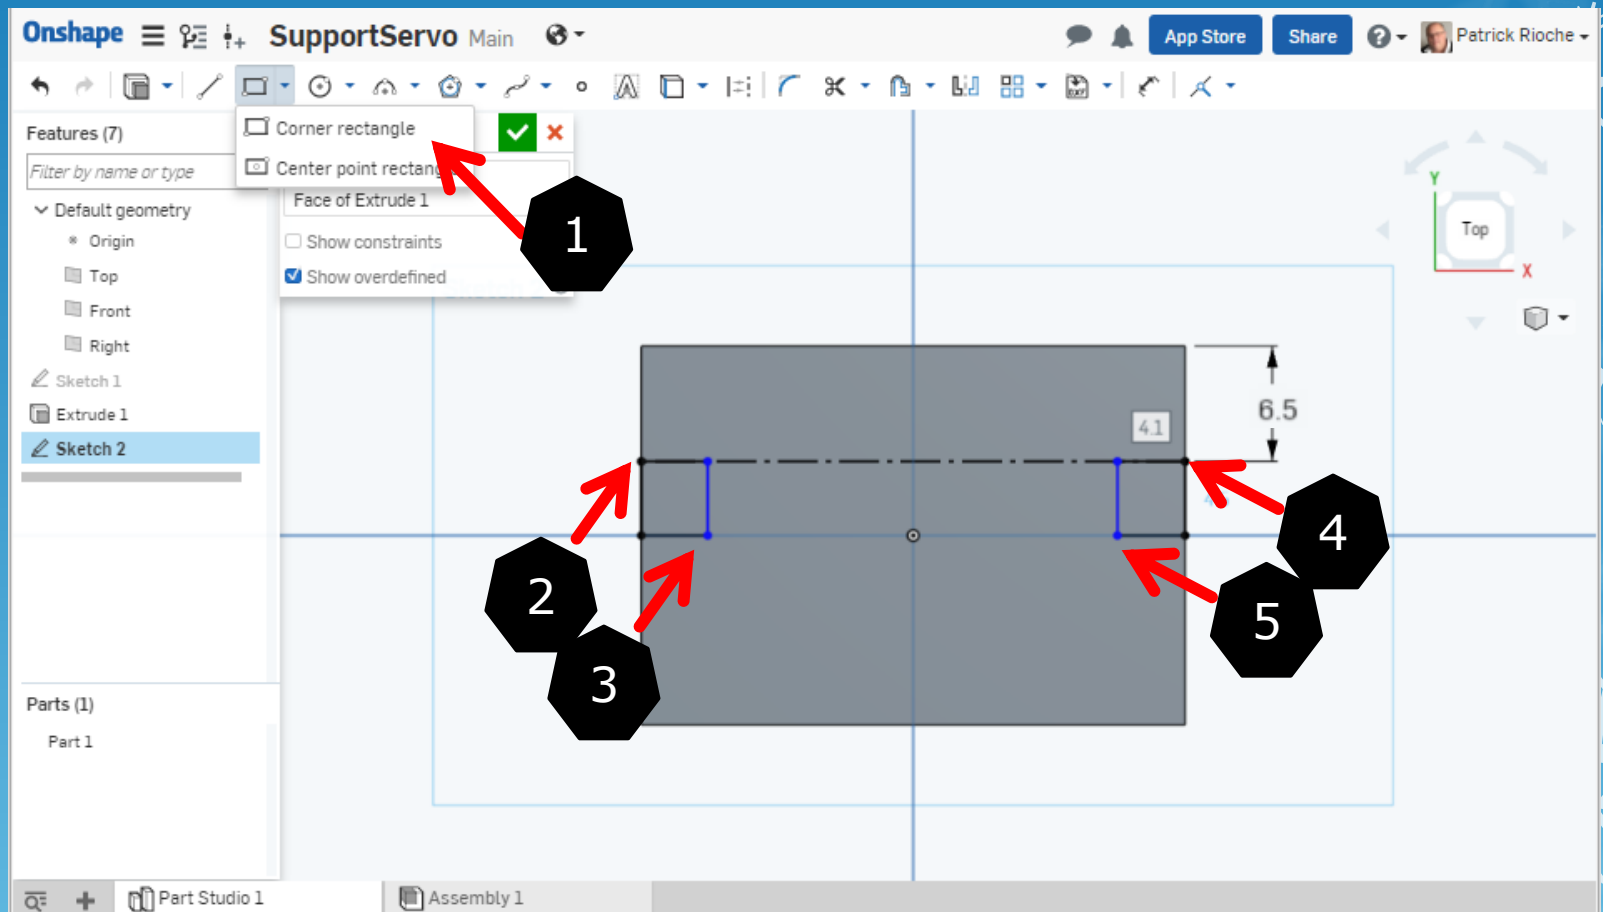 Onshape SupportServo Main App Store Share Patrick Rioche
Corner rectangle
Center point rectang
Features (7)
Filter by name or type
Face of Extrude 1
Show constraints
Show overdefined
Default geometry
Origin
Top
Front
Right
Sketch 1
Extrude 1
Sketch 2
Parts (1)
Part 1
Y
Top
X
6.5
4.1
1
2
3
4
5
Part Studio 1
Assembly 1